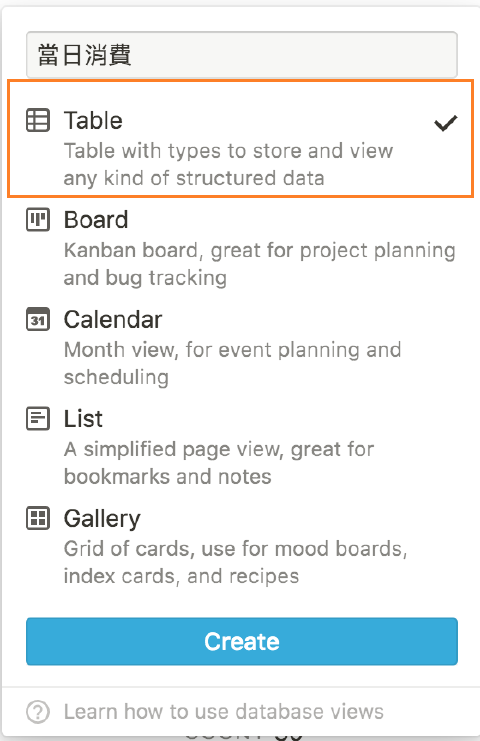 當日消費
Table
Table with types to store and view
any kind of structured data
Board
Kanban board, great for project planning
and bug tracking
31
Calendar
Month view, for event planning and
scheduling
List
A simplified page view, great for
bookmarks and notes
Gallery
Grid of cards, use for mood boards,
index cards, and recipes
Create
? Learn how to use database views